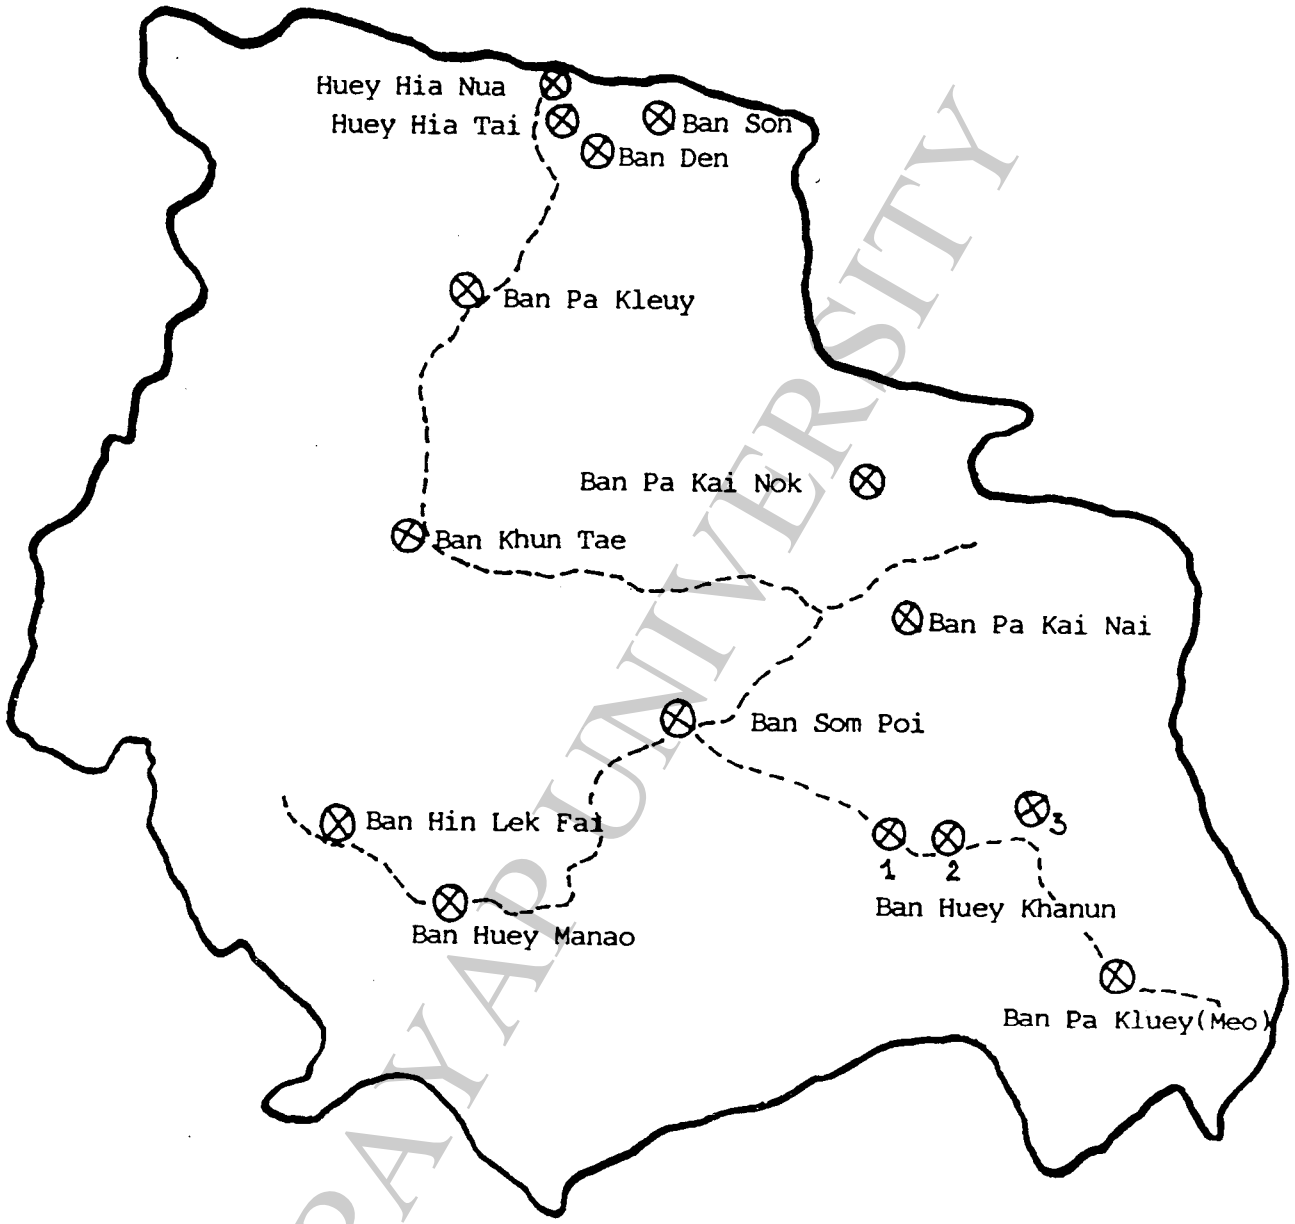 Huey Hia Nua
Huey Hia Tai
Ban Son
Ban Den
Ban Pa Kleuy
Ban Pa Kai Nok
Ban Khun Tae
Ban Pa Kai Nai
Ban Som Poi
Ban Hin Lek Fai
3
1 2
Ban Huey Khanun
Ban Huey Manao
Ban Pa Kluey(Meo)
PAYAP UNIVERSITY